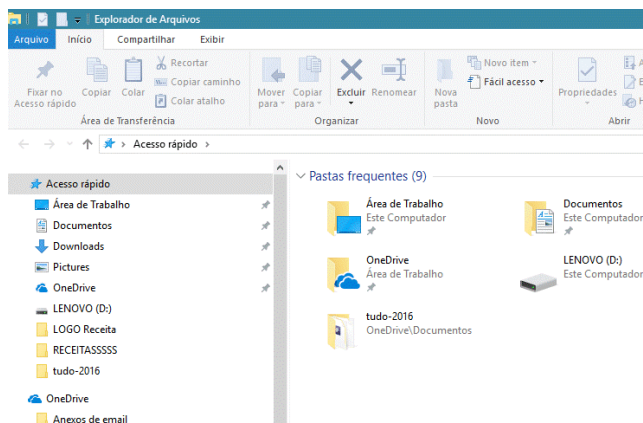 Explorador de Arquivos
Arquivo Início Compartilhar Exibir
Fixar no
Acesso rápido
Copiar
Colar
Recortar
Copiar caminho
Colar atalho
Área de Transferência
Mover
para
Copiar
para
Excluir
Renomear
Organizar
Nova
pasta
Novo item
Fácil acesso
Novo
Propriedades
Abrir
Acesso rápido
Acesso rápido
Área de Trabalho
Documentos
Downloads
Pictures
OneDrive
LENOVO (D:)
LOGO Receita
RECEITASSSSS
tudo-2016
OneDrive
Anexos de email
Pastas frequentes (9)
Área de Trabalho
Este Computador
Documentos
Este Computador
OneDrive
Área de Trabalho
LENOVO (D:)
Este Computador
tudo-2016
OneDrive\Documentos